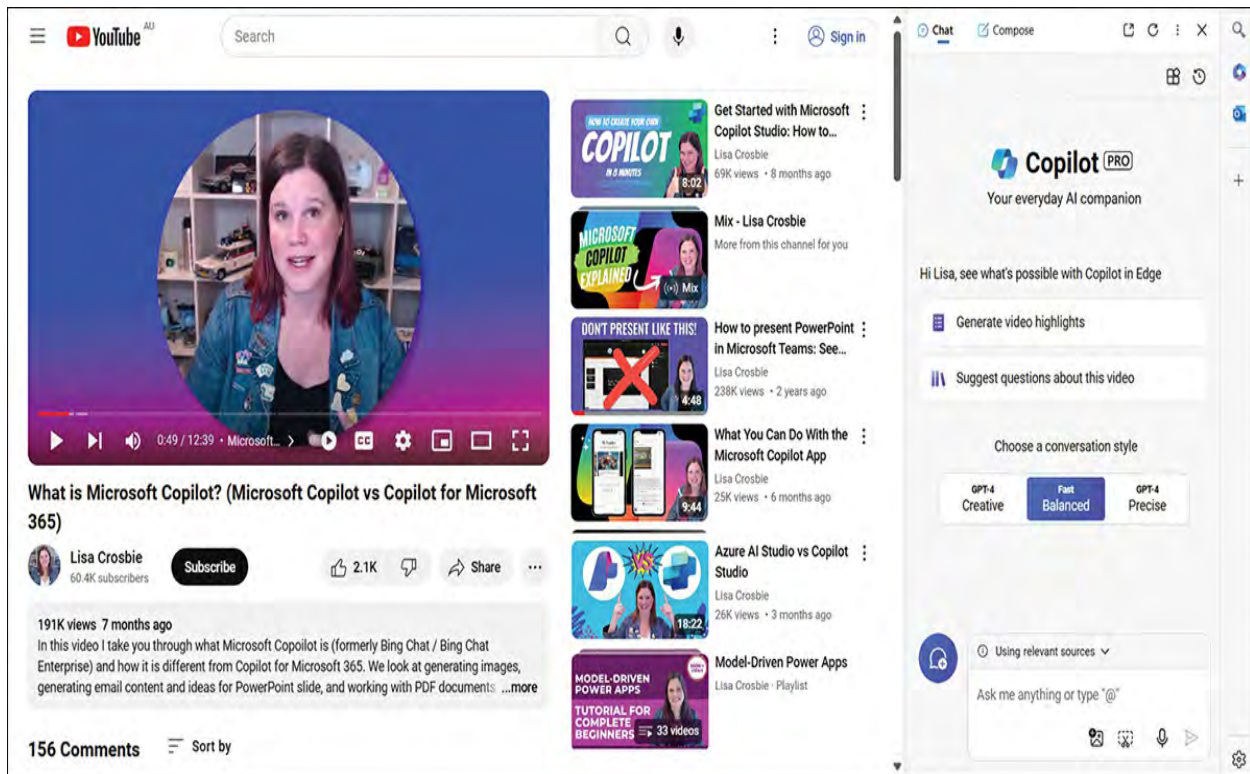 YouTube AU
Search
Sign in
0:49 / 12:39 • Microsoft...
CC
What is Microsoft Copilot? (Microsoft Copilot vs Copilot for Microsoft
365)
Lisa Crosbie
60.4K subscribers
Subscribe
2.1K
Share
191K views 7 months ago
In this video I take you through what Microsoft Copoilot is (formerly Bing Chat / Bing Chat
Enterprise) and how it is different from Copilot for Microsoft 365. We look at generating images,
generating email content and ideas for PowerPoint slide, and working with PDF documents ...more
156 Comments
Sort by
HOW TO CREATE YOUR OWN
COPILOT
IN 8 MINUTES
8:02
Get Started with Microsoft
Copilot Studio: How to...
Lisa Crosbie
69K views • 8 months ago
MICROSOFT
COPILOT
EXPLAINED
Mix
Mix - Lisa Crosbie
More from this channel for you
DON'T PRESENT LIKE THIS!
4:48
How to present PowerPoint
in Microsoft Teams: See...
Lisa Crosbie
238K views • 2 years ago
9:44
What You Can Do With the
Microsoft Copilot App
Lisa Crosbie
25K views • 6 months ago
VS
18:22
Azure AI Studio vs Copilot
Studio
Lisa Crosbie
26K views • 3 months ago
MODEL-DRIVEN
POWER APPS
TUTORIAL FOR
COMPLETE
BEGINNERS
33 videos
Model-Driven Power Apps
Lisa Crosbie · Playlist
Chat
Compose
Copilot PRO
Your everyday AI companion
Hi Lisa, see what's possible with Copilot in Edge
Generate video highlights
Suggest questions about this video
Choose a conversation style
GPT-4
Creative
Fast
Balanced
GPT-4
Precise
Using relevant sources
Ask me anything or type "@"